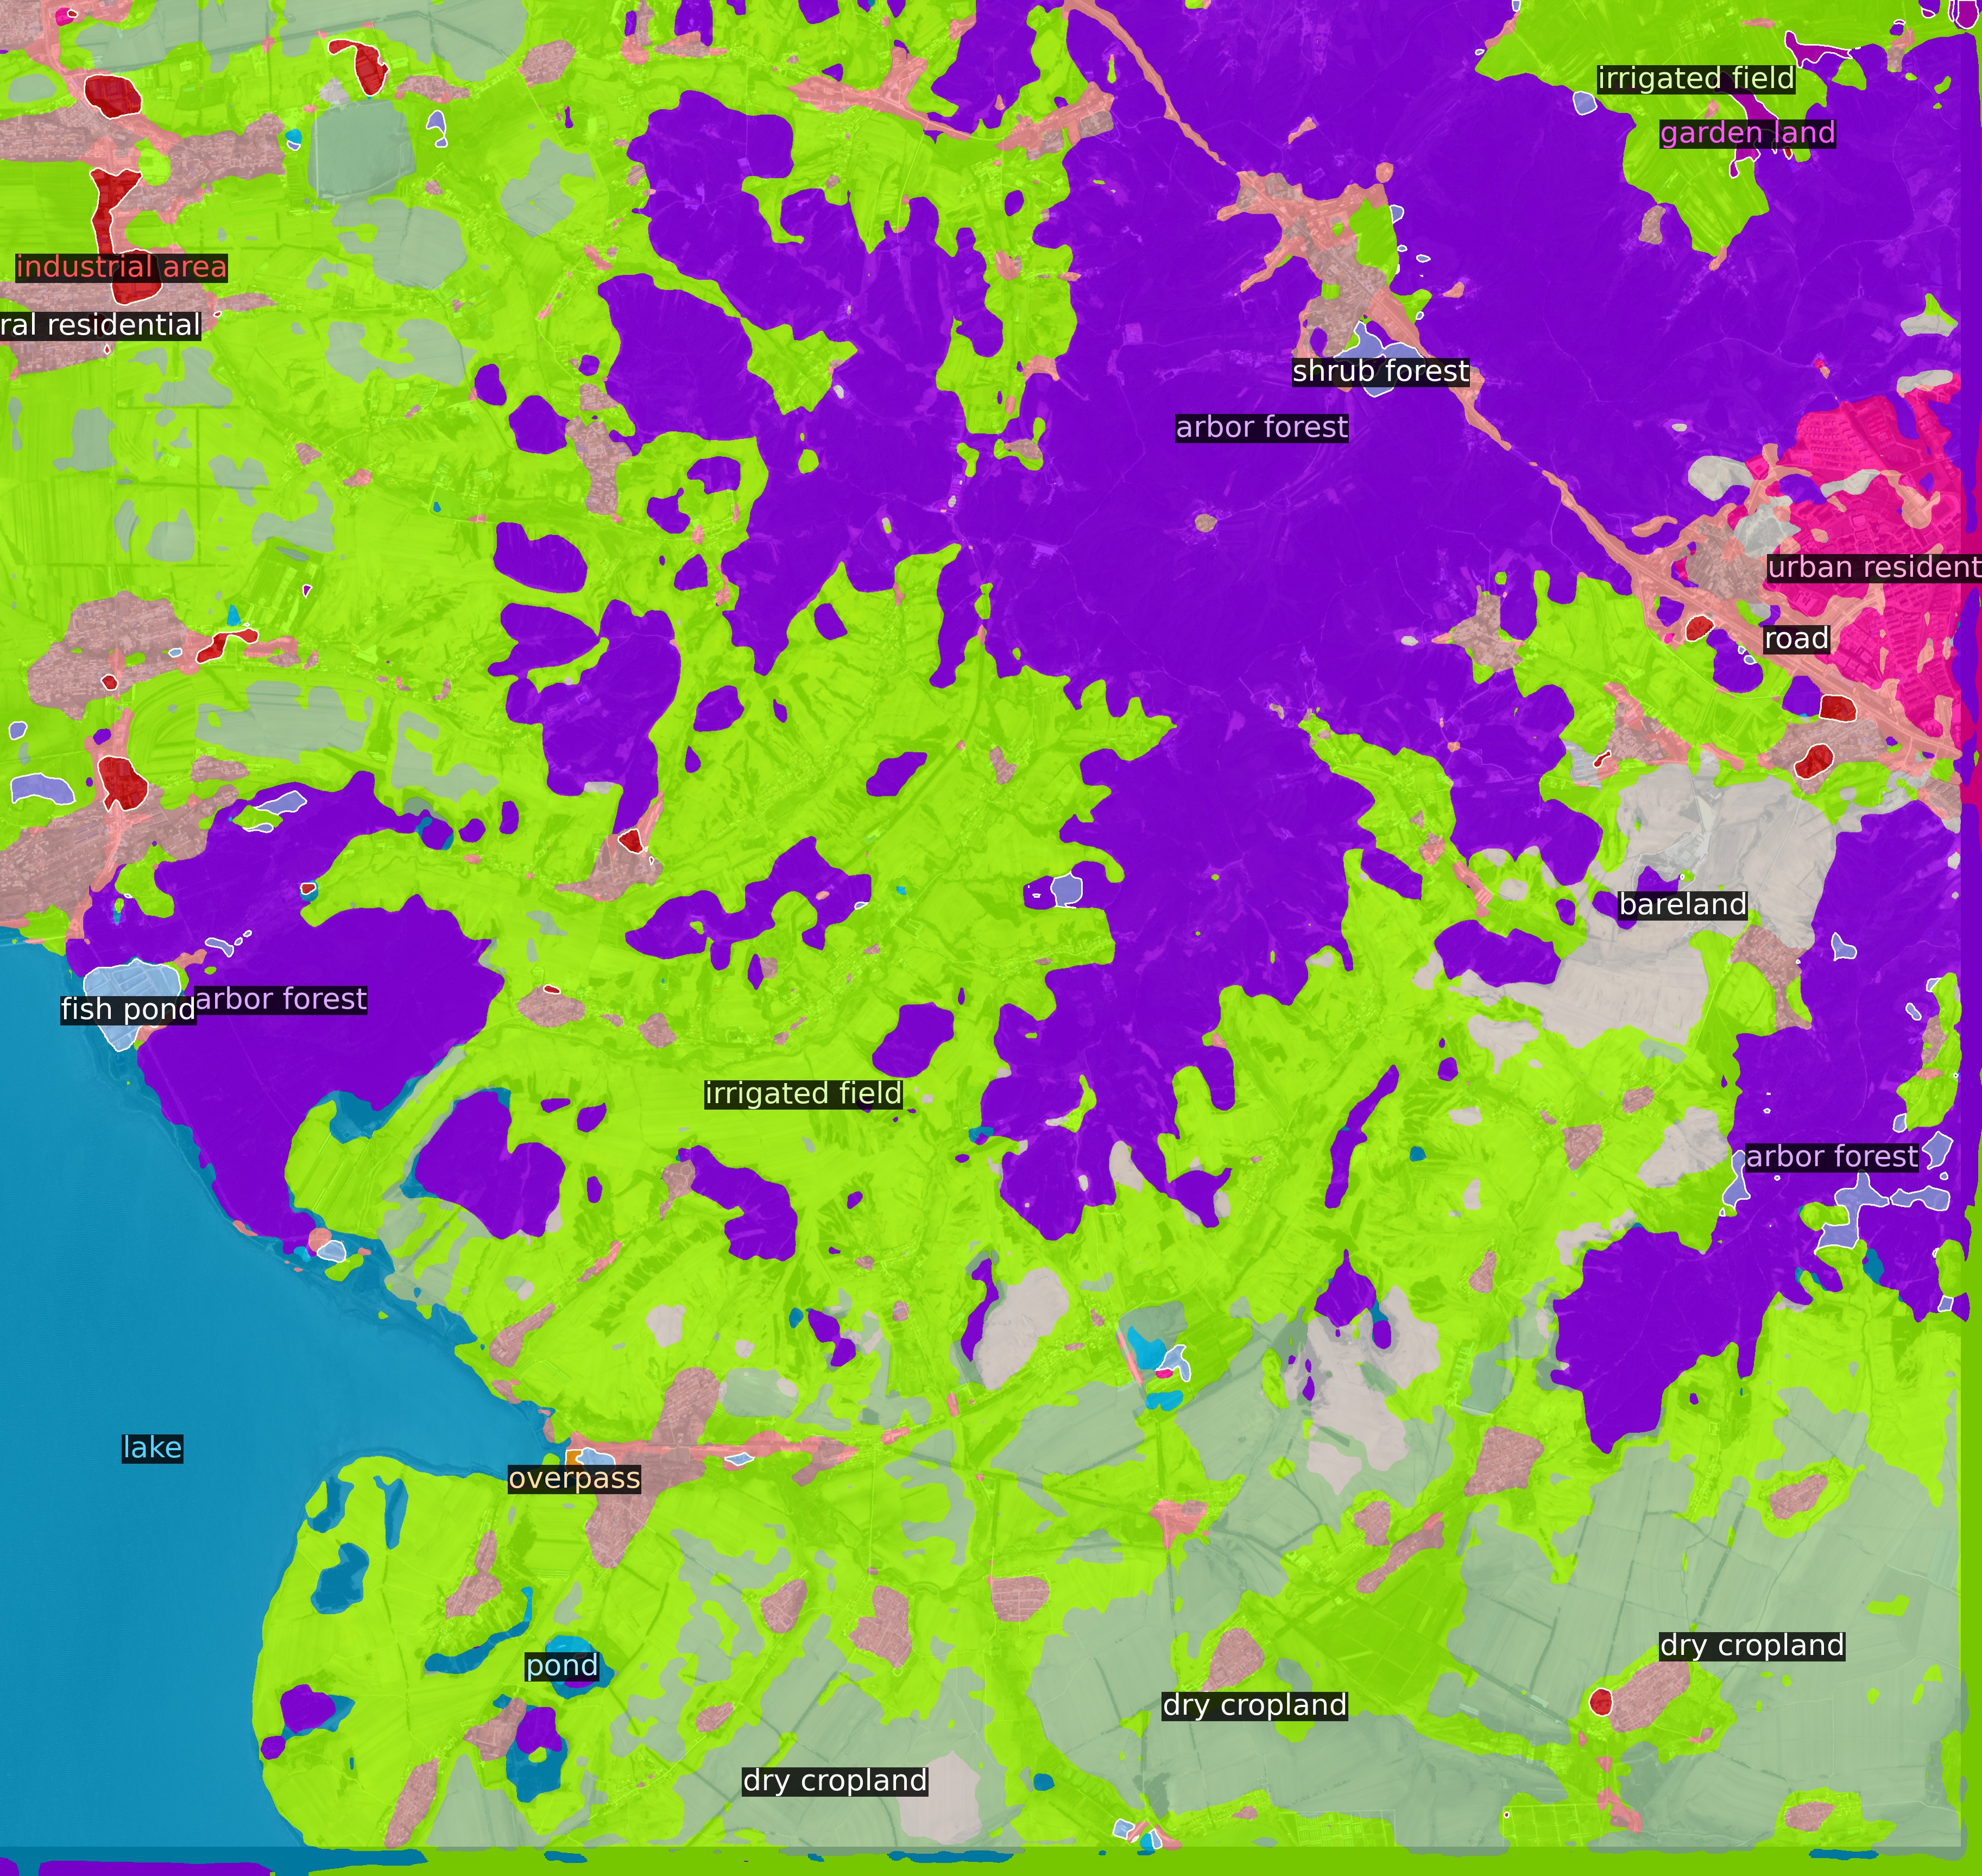 irrigated field
garden land
industrial area
ral residential
shrub forest
arbor forest
urban resident
road
bareland
arbor forest
fish pond
irrigated field
arbor forest
lake
overpass
dry cropland
pond
dry cropland
dry cropland